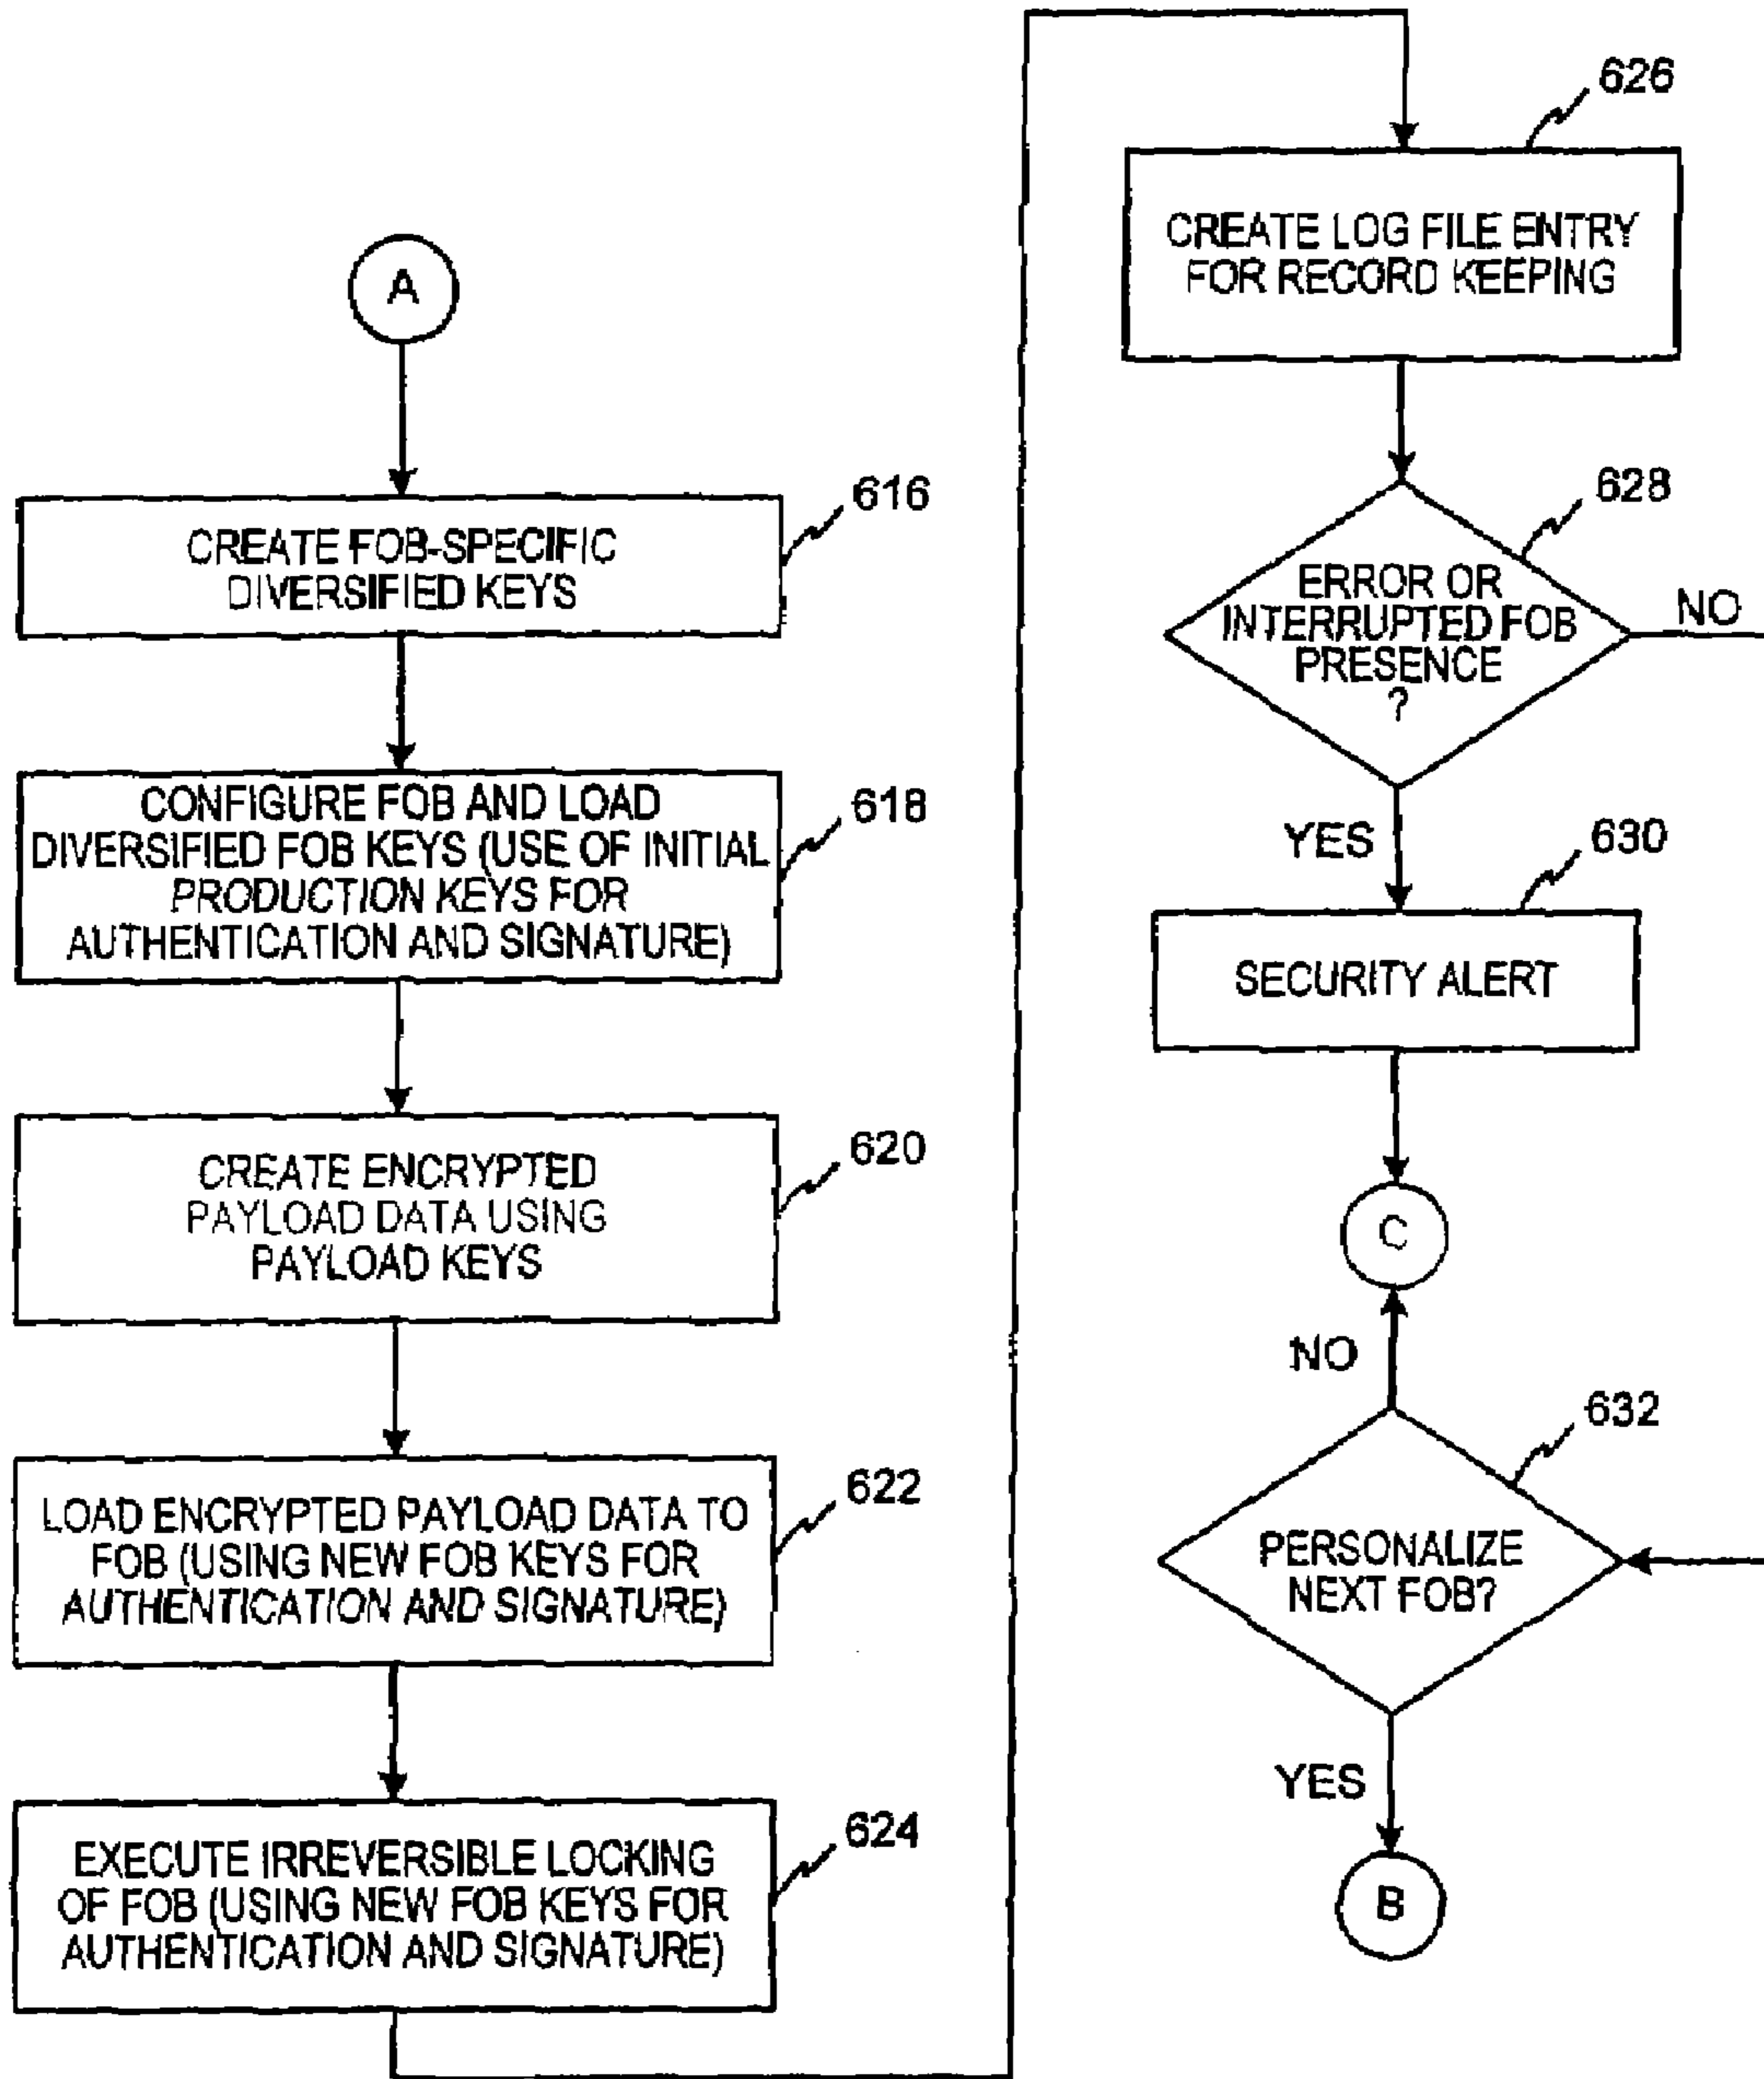 A
616
CREATE FOB-SPECIFIC
DIVERSIFIED KEYS
618
CONFIGURE FOB AND LOAD
DIVERSIFIED FOB KEYS (USE OF INITIAL
PRODUCTION KEYS FOR
AUTHENTICATION AND SIGNATURE)
620
CREATE ENCRYPTED
PAYLOAD DATA USING
PAYLOAD KEYS
622
LOAD ENCRYPTED PAYLOAD DATA TO
FOB (USING NEW FOB KEYS FOR
AUTHENTICATION AND SIGNATURE)
624
EXECUTE IRREVERSIBLE LOCKING
OF FOB (USING NEW FOB KEYS FOR
AUTHENTICATION AND SIGNATURE)
626
CREATE LOG FILE ENTRY
FOR RECORD KEEPING
628
ERROR OR
INTERRUPTED FOB
PRESENCE
?
NO
YES
630
SECURITY ALERT
C
NO
632
PERSONALIZE
NEXT FOB?
YES
B